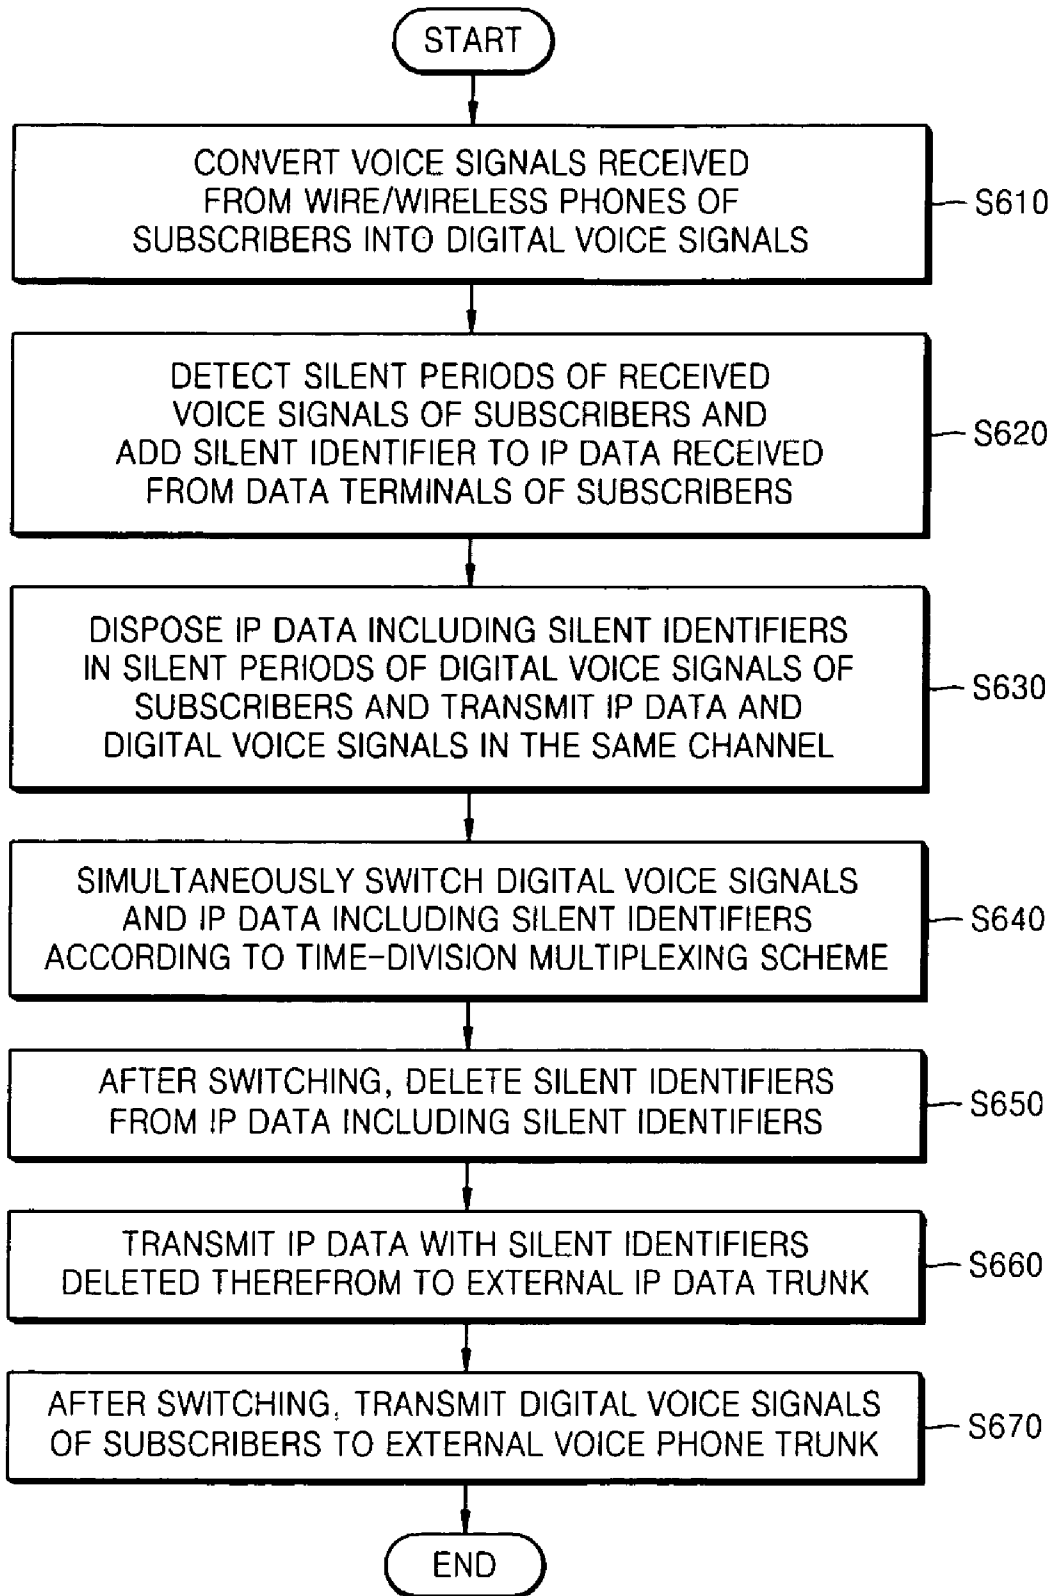 START
CONVERT VOICE SIGNALS RECEIVED
FROM WIRE/WIRELESS PHONES OF
SUBSCRIBERS INTO DIGITAL VOICE SIGNALS
S610
DETECT SILENT PERIODS OF RECEIVED
VOICE SIGNALS OF SUBSCRIBERS AND
ADD SILENT IDENTIFIER TO IP DATA RECEIVED
FROM DATA TERMINALS OF SUBSCRIBERS
S620
DISPOSE IP DATA INCLUDING SILENT IDENTIFIERS
IN SILENT PERIODS OF DIGITAL VOICE SIGNALS OF
SUBSCRIBERS AND TRANSMIT IP DATA AND
DIGITAL VOICE SIGNALS IN THE SAME CHANNEL
S630
SIMULTANEOUSLY SWITCH DIGITAL VOICE SIGNALS
AND IP DATA INCLUDING SILENT IDENTIFIERS
ACCORDING TO TIME-DIVISION MULTIPLEXING SCHEME
S640
AFTER SWITCHING, DELETE SILENT IDENTIFIERS
FROM IP DATA INCLUDING SILENT IDENTIFIERS
S650
TRANSMIT IP DATA WITH SILENT IDENTIFIERS
DELETED THEREFROM TO EXTERNAL IP DATA TRUNK
S660
AFTER SWITCHING, TRANSMIT DIGITAL VOICE SIGNALS
OF SUBSCRIBERS TO EXTERNAL VOICE PHONE TRUNK
S670
END